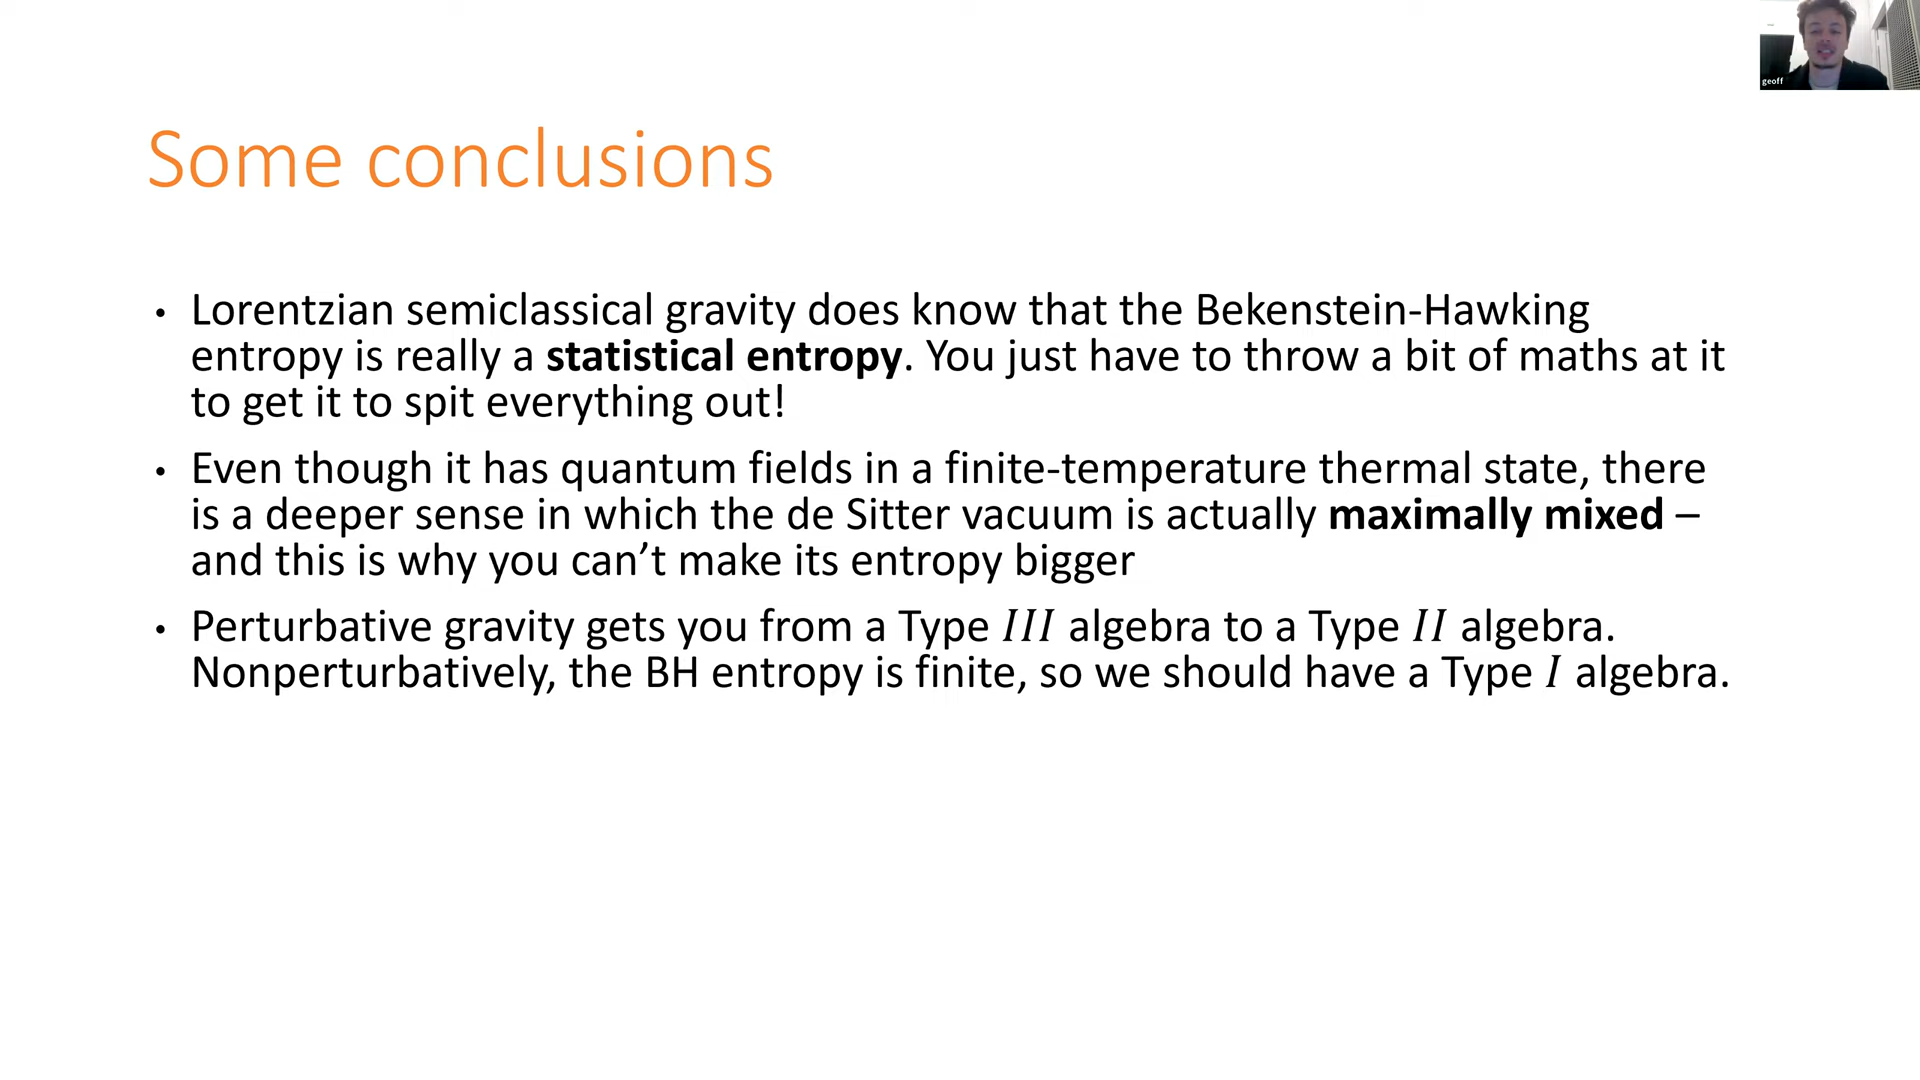 geoff
Some conclusions
• Lorentzian semiclassical gravity does know that the Bekenstein-Hawking
entropy is really a statistical entropy. You just have to throw a bit of maths at it
to get it to spit everything out!
• Even though it has quantum fields in a finite-temperature thermal state, there
is a deeper sense in which the de Sitter vacuum is actually maximally mixed –
and this is why you can’t make its entropy bigger
• Perturbative gravity gets you from a Type III algebra to a Type II algebra.
Nonperturbatively, the BH entropy is finite, so we should have a Type I algebra.